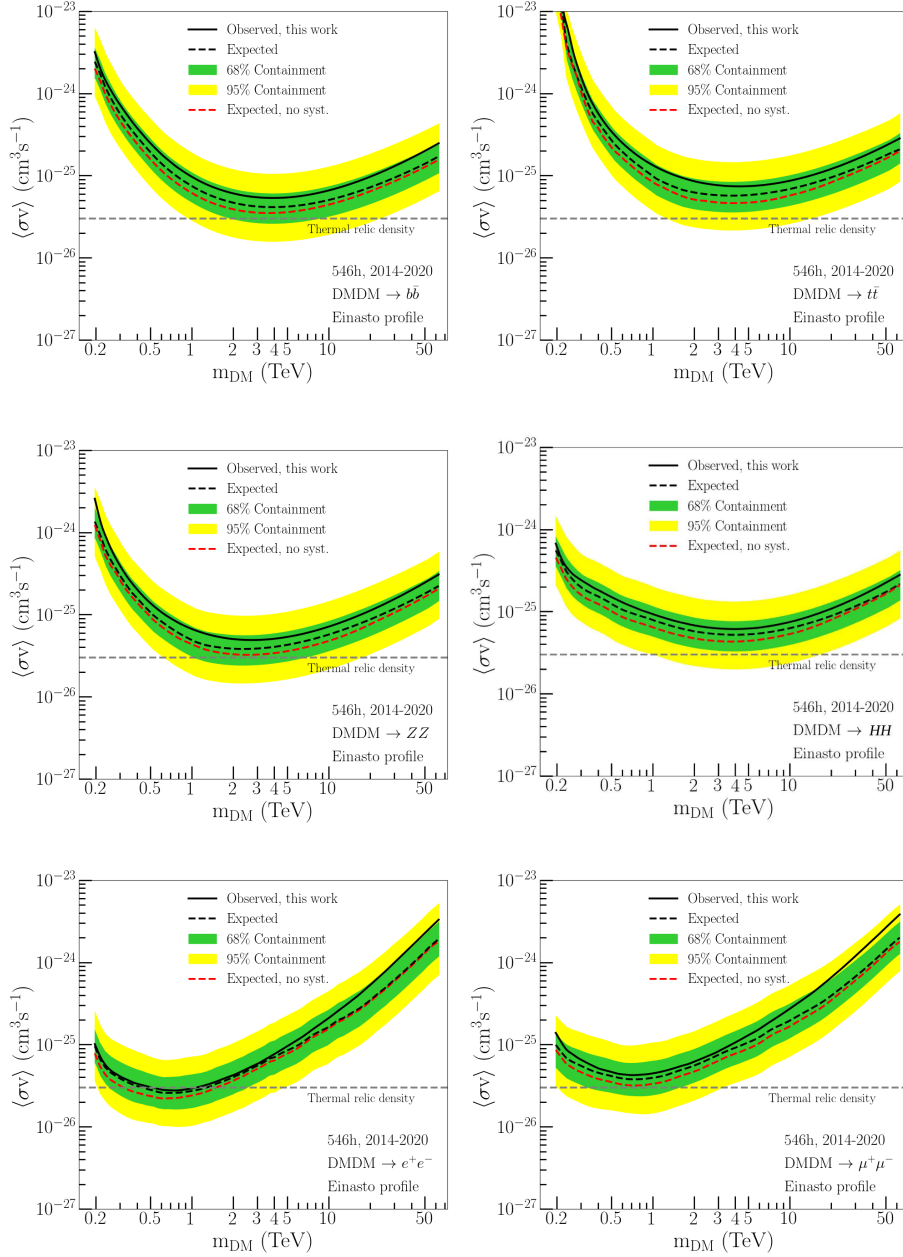 10⁻²³
10⁻²⁴
10⁻²⁵
10⁻²⁶
10⁻²⁷
⟨σv⟩ (cm³s⁻¹)
Observed, this work
Expected
68% Containment
95% Containment
Expected, no syst.
Thermal relic density
546h, 2014-2020
DMDM → bb̄
Einasto profile
0.2 0.5 1 2 3 4 5 10 50
m_DM (TeV)
10⁻²³
10⁻²⁴
10⁻²⁵
10⁻²⁶
10⁻²⁷
⟨σv⟩ (cm³s⁻¹)
Observed, this work
Expected
68% Containment
95% Containment
Expected, no syst.
Thermal relic density
546h, 2014-2020
DMDM → tt̄
Einasto profile
0.2 0.5 1 2 3 4 5 10 50
m_DM (TeV)
10⁻²³
10⁻²⁴
10⁻²⁵
10⁻²⁶
10⁻²⁷
⟨σv⟩ (cm³s⁻¹)
Observed, this work
Expected
68% Containment
95% Containment
Expected, no syst.
Thermal relic density
546h, 2014-2020
DMDM → ZZ
Einasto profile
0.2 0.5 1 2 3 4 5 10 50
m_DM (TeV)
10⁻²³
10⁻²⁴
10⁻²⁵
10⁻²⁶
10⁻²⁷
⟨σv⟩ (cm³s⁻¹)
Observed, this work
Expected
68% Containment
95% Containment
Expected, no syst.
Thermal relic density
546h, 2014-2020
DMDM → HH
Einasto profile
0.2 0.5 1 2 3 4 5 10 50
m_DM (TeV)
10⁻²³
10⁻²⁴
10⁻²⁵
10⁻²⁶
10⁻²⁷
⟨σv⟩ (cm³s⁻¹)
Observed, this work
Expected
68% Containment
95% Containment
Expected, no syst.
Thermal relic density
546h, 2014-2020
DMDM → e⁺e⁻
Einasto profile
0.2 0.5 1 2 3 4 5 10 50
m_DM (TeV)
10⁻²³
10⁻²⁴
10⁻²⁵
10⁻²⁶
10⁻²⁷
⟨σv⟩ (cm³s⁻¹)
Observed, this work
Expected
68% Containment
95% Containment
Expected, no syst.
Thermal relic density
546h, 2014-2020
DMDM → μ⁺μ⁻
Einasto profile
0.2 0.5 1 2 3 4 5 10 50
m_DM (TeV)